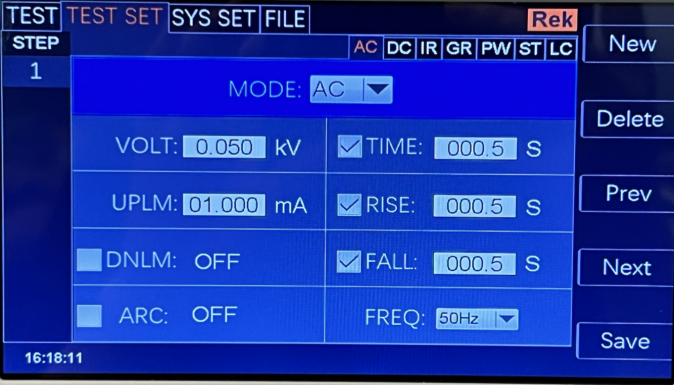 TEST TEST SET SYS SET FILE Rek
STEP AC DC IR GR PW ST LC New
1
MODE: AC
Delete
VOLT: 0.050 kV TIME: 000.5 S
UPLM: 01.000 mA RISE: 000.5 S Prev
DNLM: OFF FALL: 000.5 S Next
ARC: OFF FREQ: 50Hz
Save
16:18:11